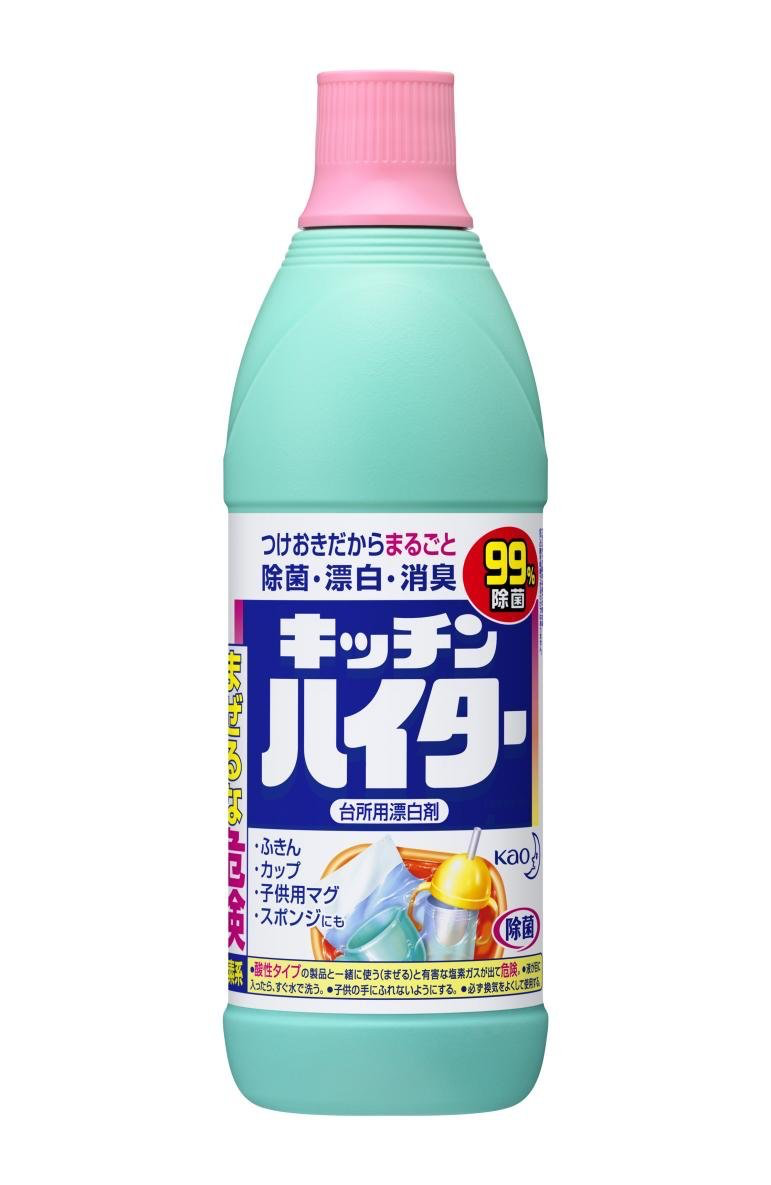 つけおきだからまるごと
除菌・漂白・消臭
99%
除菌
キッチン
ハイター
台所用漂白剤
まぜるな
危険
・ふきん
・カップ
・子供用マグ
・スポンジにも
Kao
除菌
●酸性タイプの製品と一緒に使う(まぜる)と有害な塩素ガスが出て危険。●液が目に
入ったら、すぐ水で洗う。●子供の手にふれないようにする。●必ず換気をよくして使用する。